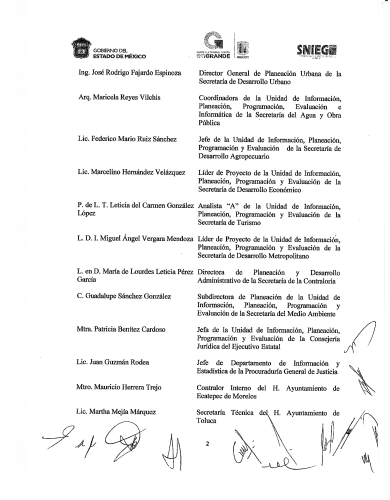 GOBIERNO DEL
ESTADO DE MÉXICO
GRANDE
SNIEG
Ing. José Rodrigo Fajardo Espinoza
Director General de Planeación Urbana de la
Secretaría de Desarrollo Urbano
Arq. Maricela Reyes Vilchis
Coordinadora de la Unidad de Información,
Planeación, Programación, Evaluación e
Informática de la Secretaría del Agua y Obra
Pública
Lic. Federico Mario Ruiz Sánchez
Jefe de la Unidad de Información, Planeación,
Programación y Evaluación de la Secretaría de
Desarrollo Agropecuario
Lic. Marcelino Hernández Velázquez
Líder de Proyecto de la Unidad de Información,
Planeación, Programación y Evaluación de la
Secretaría de Desarrollo Económico
P. de L. T. Leticia del Carmen González
López
Analista "A" de la Unidad de Información,
Planeación, Programación y Evaluación de la
Secretaría de Turismo
L. D. I. Miguel Ángel Vergara Mendoza
Líder de Proyecto de la Unidad de Información,
Planeación, Programación y Evaluación de la
Secretaría de Desarrollo Metropolitano
L. en D. María de Lourdes Leticia Pérez
García
Directora de Planeación y Desarrollo
Administrativo de la Secretaría de la Contraloría
C. Guadalupe Sánchez González
Subdirectora de Planeación de la Unidad de
Información, Planeación, Programación y
Evaluación de la Secretaría del Medio Ambiente
Mtra. Patricia Benítez Cardoso
Jefa de la Unidad de Información, Planeación,
Programación y Evaluación de la Consejería
Jurídica del Ejecutivo Estatal
Lic. Juan Guzmán Rodea
Jefe de Departamento de Información y
Estadística de la Procuraduría General de Justicia
Mtro. Mauricio Herrera Trejo
Contralor Interno del H. Ayuntamiento de
Ecatepec de Morelos
Lic. Martha Mejía Márquez
Secretaría Técnica del H. Ayuntamiento de
Toluca
2